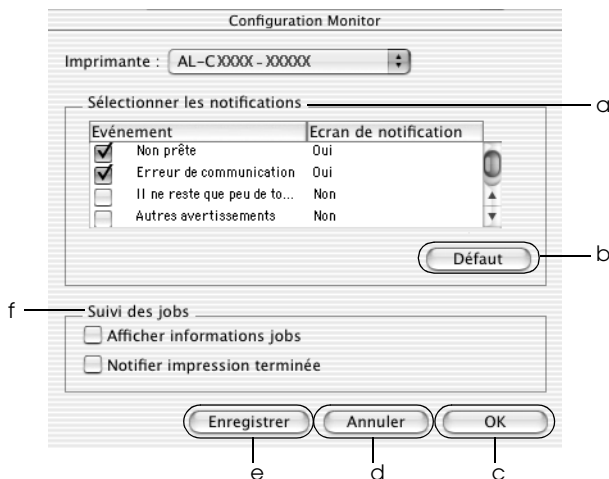 Configuration Monitor
Imprimante : AL-CXXXX-XXXXX
Sélectionner les notifications a
Evénement Ecran de notification
Non prête Oui
Erreur de communication Oui
Il ne reste que peu de to... Non
Autres avertissements Non
Défaut b
f Suivi des jobs
Afficher informations jobs
Notifier impression terminée
Enregistrer Annuler OK
e d c